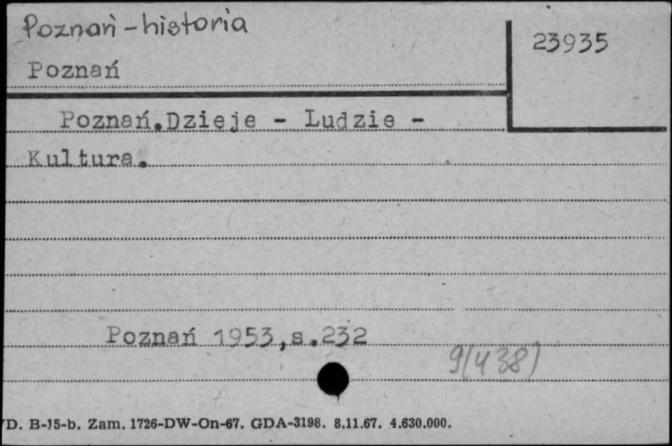 Poznań - historia
23935
Poznań
Poznań.Dzieje - Ludzie -
Kultura.
Poznań 1953,s.232
9(438)
D. B-15-b. Zam. 1726-DW-On-67. GDA-3198. 8.11.67. 4.630.000.